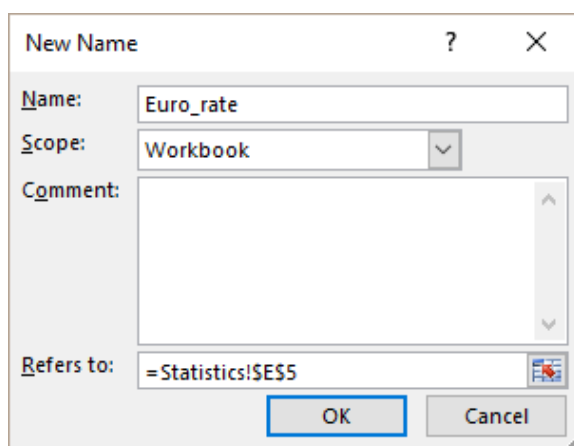 New Name ?
Name: Euro_rate
Scope: Workbook
Comment:
Refers to: =Statistics!$E$5
OK Cancel